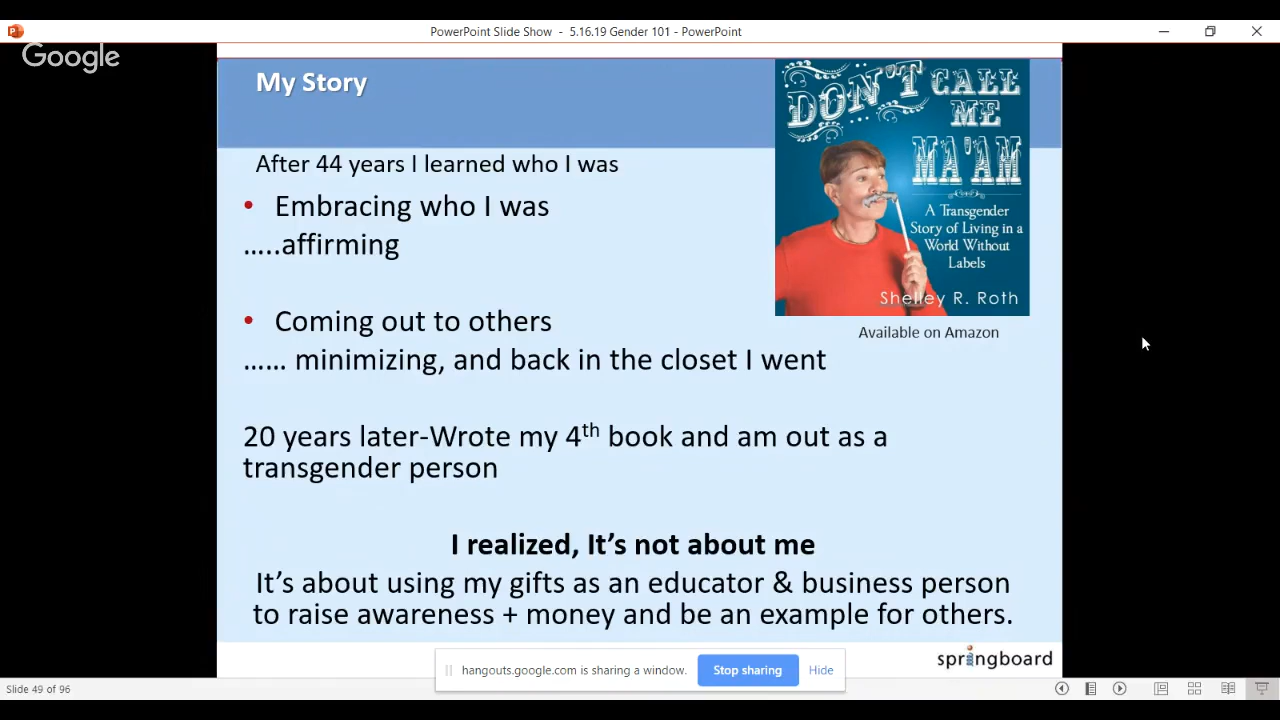 PowerPoint Slide Show - 5.16.19 Gender 101 - PowerPoint
Google
My Story
DON'T CALL
ME
MA'AM
A Transgender
Story of Living in a
World Without
Labels
Shelley R. Roth
Available on Amazon
After 44 years I learned who I was
• Embracing who I was
…..affirming
• Coming out to others
…… minimizing, and back in the closet I went
20 years later-Wrote my 4th book and am out as a
transgender person
I realized, It's not about me
It's about using my gifts as an educator & business person
to raise awareness + money and be an example for others.
springboard
hangouts.google.com is sharing a window.
Stop sharing
Hide
Slide 49 of 96